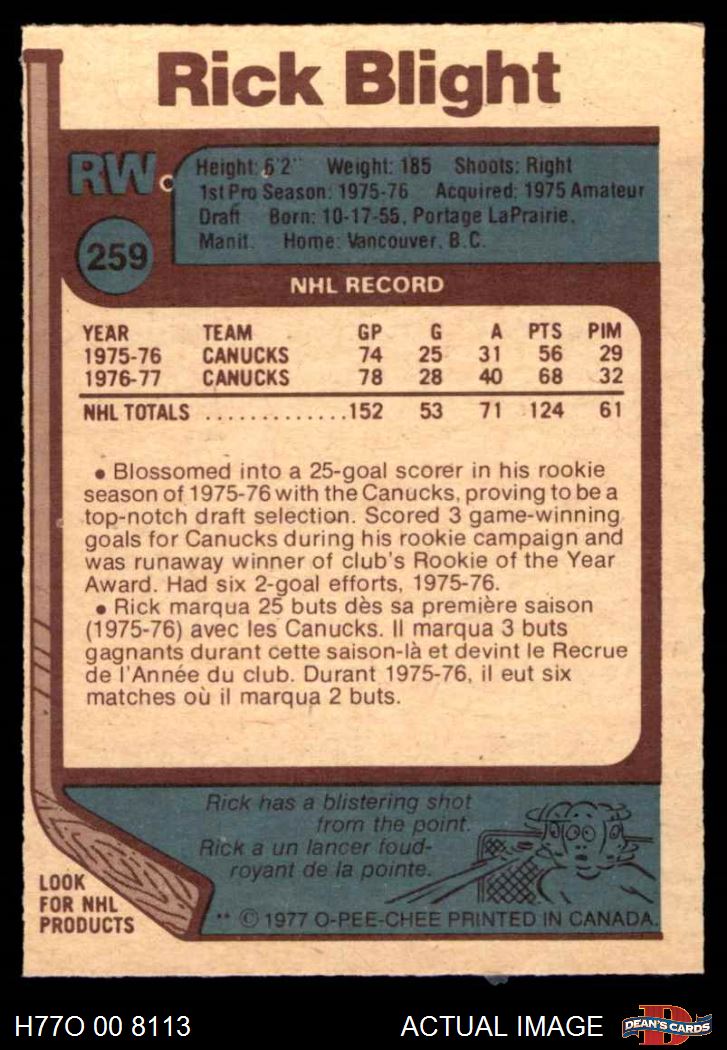 Rick Blight
RW
Height: 6'2" Weight: 185 Shoots: Right
1st Pro Season: 1975-76 Acquired: 1975 Amateur
Draft Born: 10-17-55, Portage LaPrairie,
Manit. Home: Vancouver, B.C.
259
NHL RECORD
YEAR TEAM GP G A PTS PIM
1975-76 CANUCKS 74 25 31 56 29
1976-77 CANUCKS 78 28 40 68 32
NHL TOTALS .............152 53 71 124 61
• Blossomed into a 25-goal scorer in his rookie
season of 1975-76 with the Canucks, proving to be a
top-notch draft selection. Scored 3 game-winning
goals for Canucks during his rookie campaign and
was runaway winner of club's Rookie of the Year
Award. Had six 2-goal efforts, 1975-76.
• Rick marqua 25 buts dès sa première saison
(1975-76) avec les Canucks. Il marqua 3 buts
gagnants durant cette saison-là et devint le Recrue
de l'Année du club. Durant 1975-76, il eut six
matches où il marqua 2 buts.
Rick has a blistering shot
from the point.
Rick a un lancer foud-
royant de la pointe.
LOOK
FOR NHL
PRODUCTS
** © 1977 O-PEE-CHEE PRINTED IN CANADA.
H77O 00 8113 ACTUAL IMAGE
D
DEAN'S CARDS